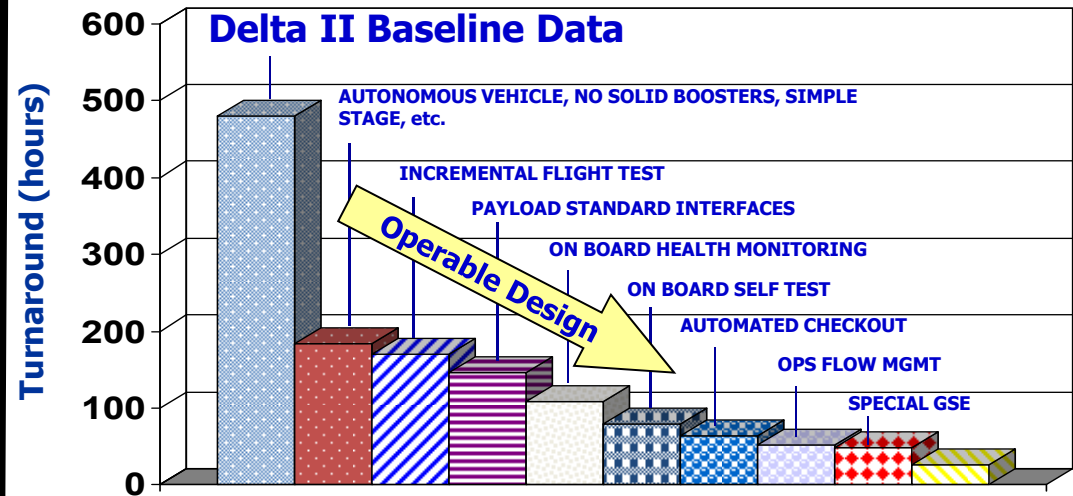 Delta II Baseline Data
Turnaround (hours)
600
500
400
300
200
100
0
AUTONOMOUS VEHICLE, NO SOLID BOOSTERS, SIMPLE
STAGE, etc.
INCREMENTAL FLIGHT TEST
PAYLOAD STANDARD INTERFACES
ON BOARD HEALTH MONITORING
ON BOARD SELF TEST
AUTOMATED CHECKOUT
OPS FLOW MGMT
SPECIAL GSE
Operable Design